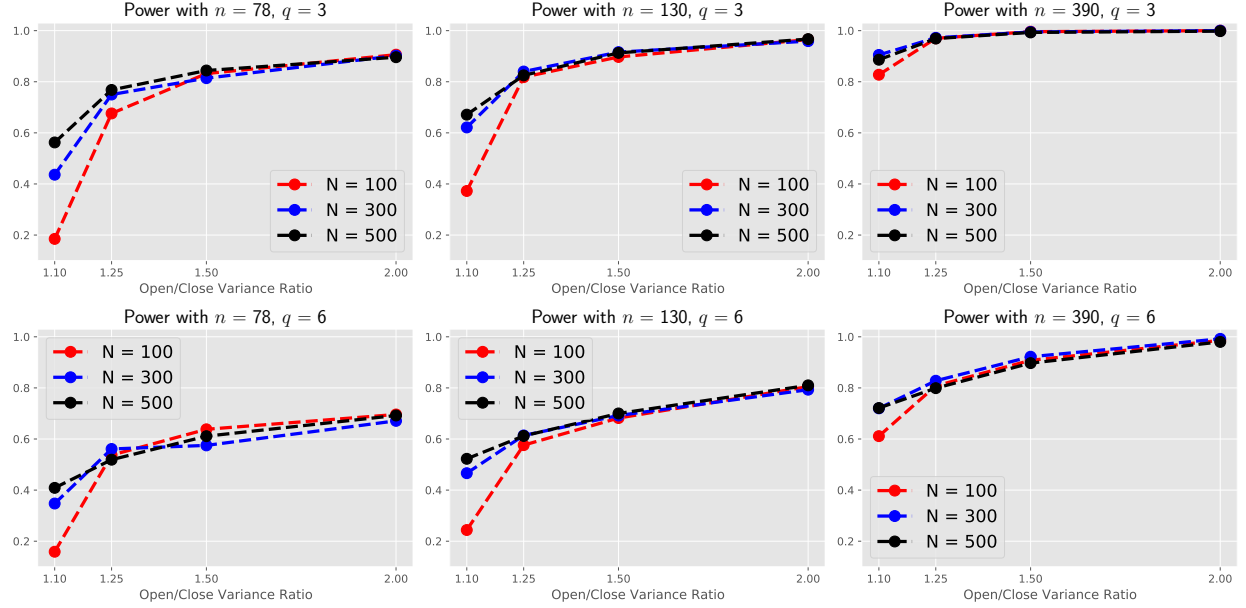 Power with n = 78, q = 3
1.0
0.8
0.6
0.4
0.2
N = 100
N = 300
N = 500
1.10
1.25
1.50
2.00
Open/Close Variance Ratio
Power with n = 130, q = 3
1.0
0.8
0.6
0.4
0.2
N = 100
N = 300
N = 500
1.10
1.25
1.50
2.00
Open/Close Variance Ratio
Power with n = 390, q = 3
1.0
0.8
0.6
0.4
0.2
N = 100
N = 300
N = 500
1.10
1.25
1.50
2.00
Open/Close Variance Ratio
Power with n = 78, q = 6
1.0
0.8
0.6
0.4
0.2
N = 100
N = 300
N = 500
1.10
1.25
1.50
2.00
Open/Close Variance Ratio
Power with n = 130, q = 6
1.0
0.8
0.6
0.4
0.2
N = 100
N = 300
N = 500
1.10
1.25
1.50
2.00
Open/Close Variance Ratio
Power with n = 390, q = 6
1.0
0.8
0.6
0.4
0.2
N = 100
N = 300
N = 500
1.10
1.25
1.50
2.00
Open/Close Variance Ratio